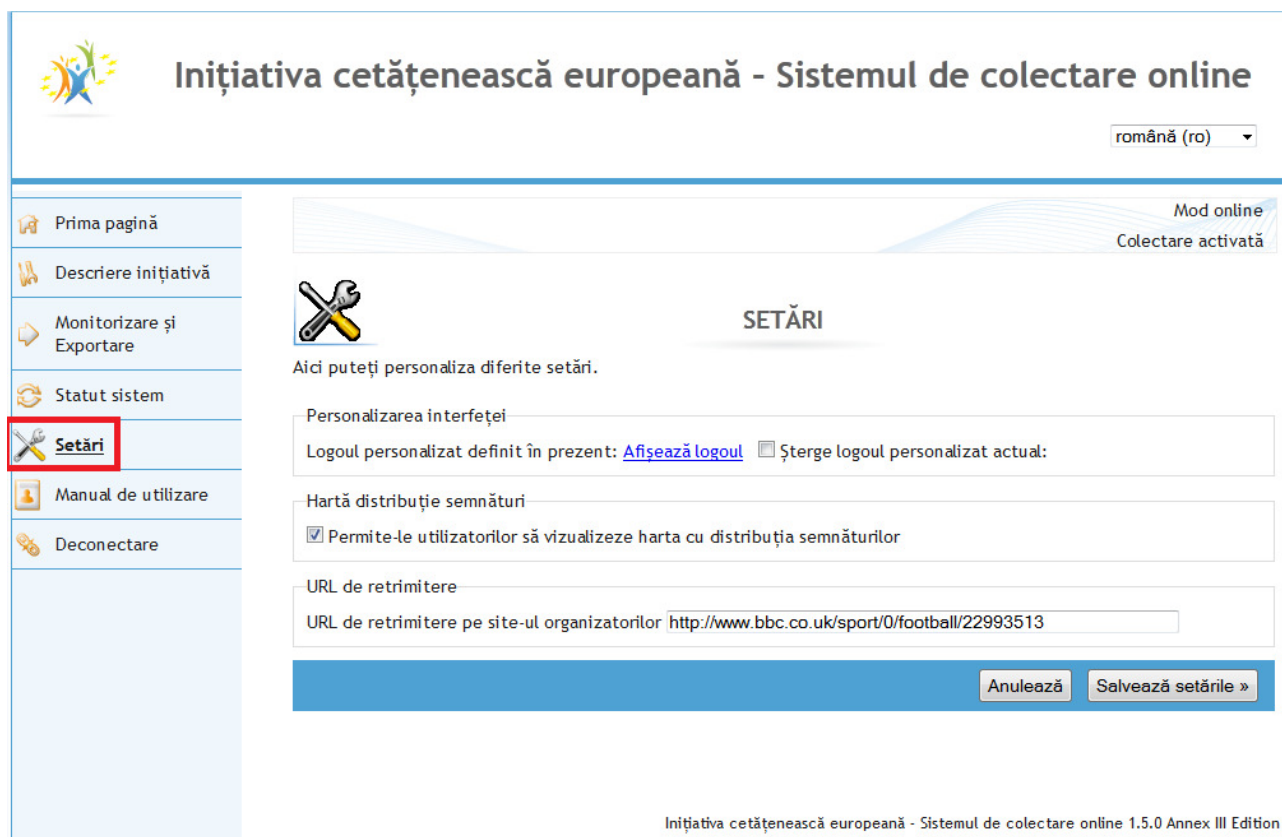 Inițiativa cetățenească europeană - Sistemul de colectare online
română (ro)
Prima pagină
Descriere inițiativă
Monitorizare și
Exportare
Statut sistem
Setări
Manual de utilizare
Deconectare
Mod online
Colectare activată
SETĂRI
Aici puteți personaliza diferite setări.
Personalizarea interfeței
Logoul personalizat definit în prezent: Afișează logoul Șterge logoul personalizat actual:
Hartă distribuție semnături
Permite-le utilizatorilor să vizualizeze harta cu distribuția semnăturilor
URL de retrimitere
URL de retrimitere pe site-ul organizatorilor http://www.bbc.co.uk/sport/0/football/22993513
Anulează Salvează setările »
Inițiativa cetățenească europeană - Sistemul de colectare online 1.5.0 Annex III Edition